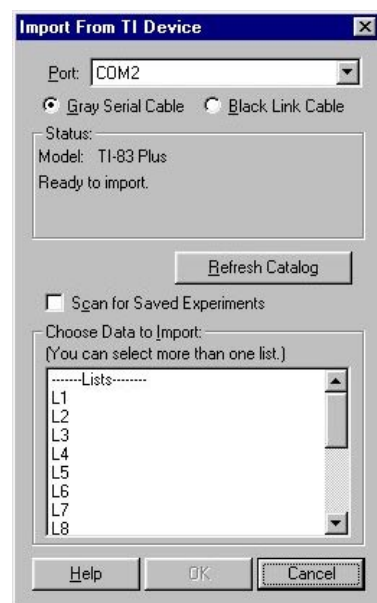 Import From TI Device
Port: COM2
Gray Serial Cable Black Link Cable
Status:
Model: TI-83 Plus
Ready to import.
Refresh Catalog
Scan for Saved Experiments
Choose Data to Import:
(You can select more than one list.)
-------Lists--------
L1
L2
L3
L4
L5
L6
L7
L8
Help OK Cancel